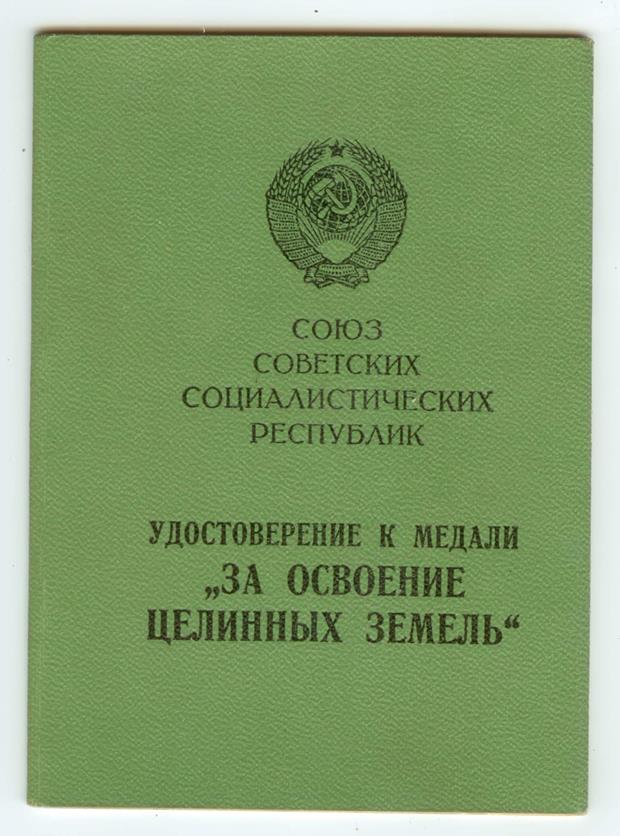 СОЮЗ
СОВЕТСКИХ
СОЦИАЛИСТИЧЕСКИХ
РЕСПУБЛИК
УДОСТОВЕРЕНИЕ К МЕДАЛИ
„ЗА ОСВОЕНИЕ
ЦЕЛИННЫХ ЗЕМЕЛЬ“